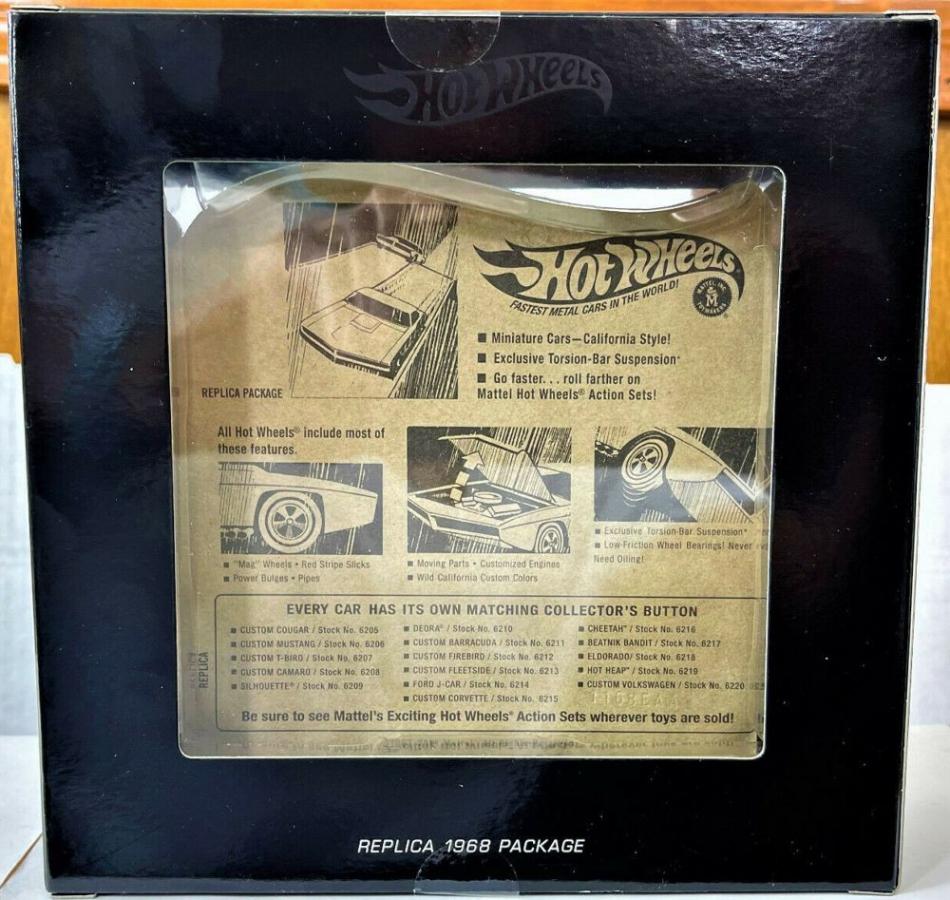 HOT WHEELS
HOT WHEELS
FASTEST METAL CARS IN THE WORLD!
MATTEL, INC.
■ Miniature Cars—California Style!
■ Exclusive Torsion-Bar Suspension
■ Go faster. . . roll farther on
Mattel Hot Wheels® Action Sets!
REPLICA PACKAGE
All Hot Wheels® include most of
these features.
■ "Mag" Wheels • Red Stripe Slicks
■ Power Bulges • Pipes
■ Moving Parts • Customized Engines
■ Wild California Custom Colors
■ Exclusive Torsion-Bar Suspension
■ Low-Friction Wheel Bearings! Never
Need Oiling!
EVERY CAR HAS ITS OWN MATCHING COLLECTOR'S BUTTON
■ CUSTOM COUGAR / Stock No. 6205
■ CUSTOM MUSTANG / Stock No. 6206
■ CUSTOM T-BIRD / Stock No. 6207
■ CUSTOM CAMARO / Stock No. 6208
■ SILHOUETTE® / Stock No. 6209
■ DEORA® / Stock No. 6210
■ CUSTOM BARRACUDA / Stock No. 6211
■ CUSTOM FIREBIRD / Stock No. 6212
■ CUSTOM FLEETSIDE / Stock No. 6213
■ FORD J-CAR / Stock No. 6214
■ CUSTOM CORVETTE / Stock No. 6215
■ CHEETAH™ / Stock No. 6216
■ BEATNIK BANDIT / Stock No. 6217
■ ELDORADO / Stock No. 6218
■ HOT HEAP™ / Stock No. 6219
■ CUSTOM VOLKSWAGEN / Stock No. 6220
Be sure to see Mattel's Exciting Hot Wheels® Action Sets wherever toys are sold!
REPLICA
REPLICA 1968 PACKAGE